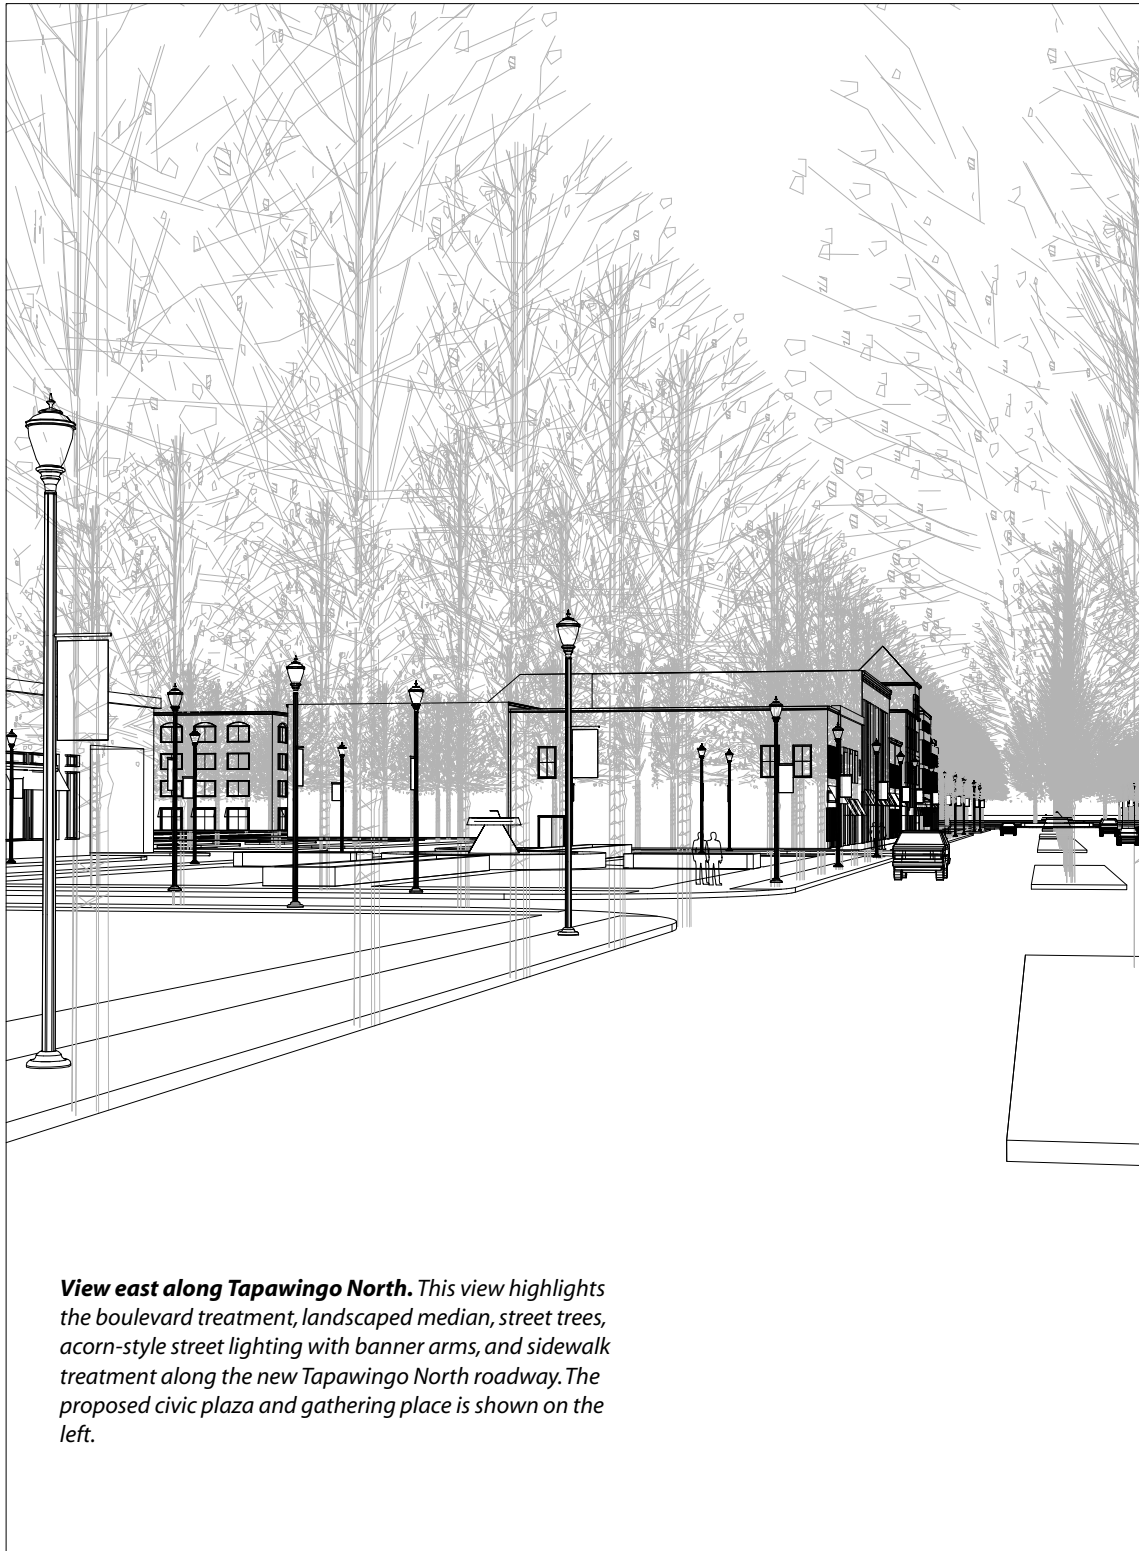 View east along Tapawingo North. This view highlights
the boulevard treatment, landscaped median, street trees,
acorn-style street lighting with banner arms, and sidewalk
treatment along the new Tapawingo North roadway. The
proposed civic plaza and gathering place is shown on the
left.